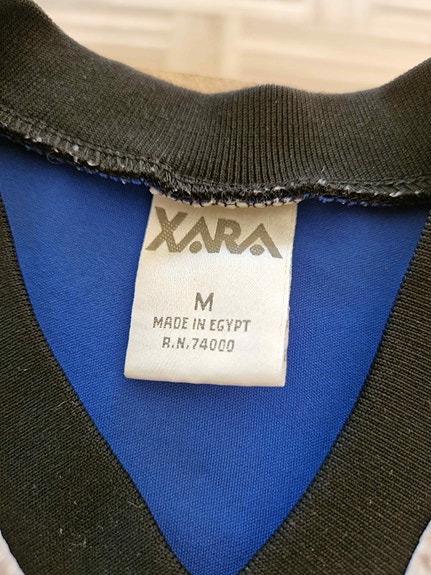 XARA
M
MADE IN EGYPT
R.N.74000